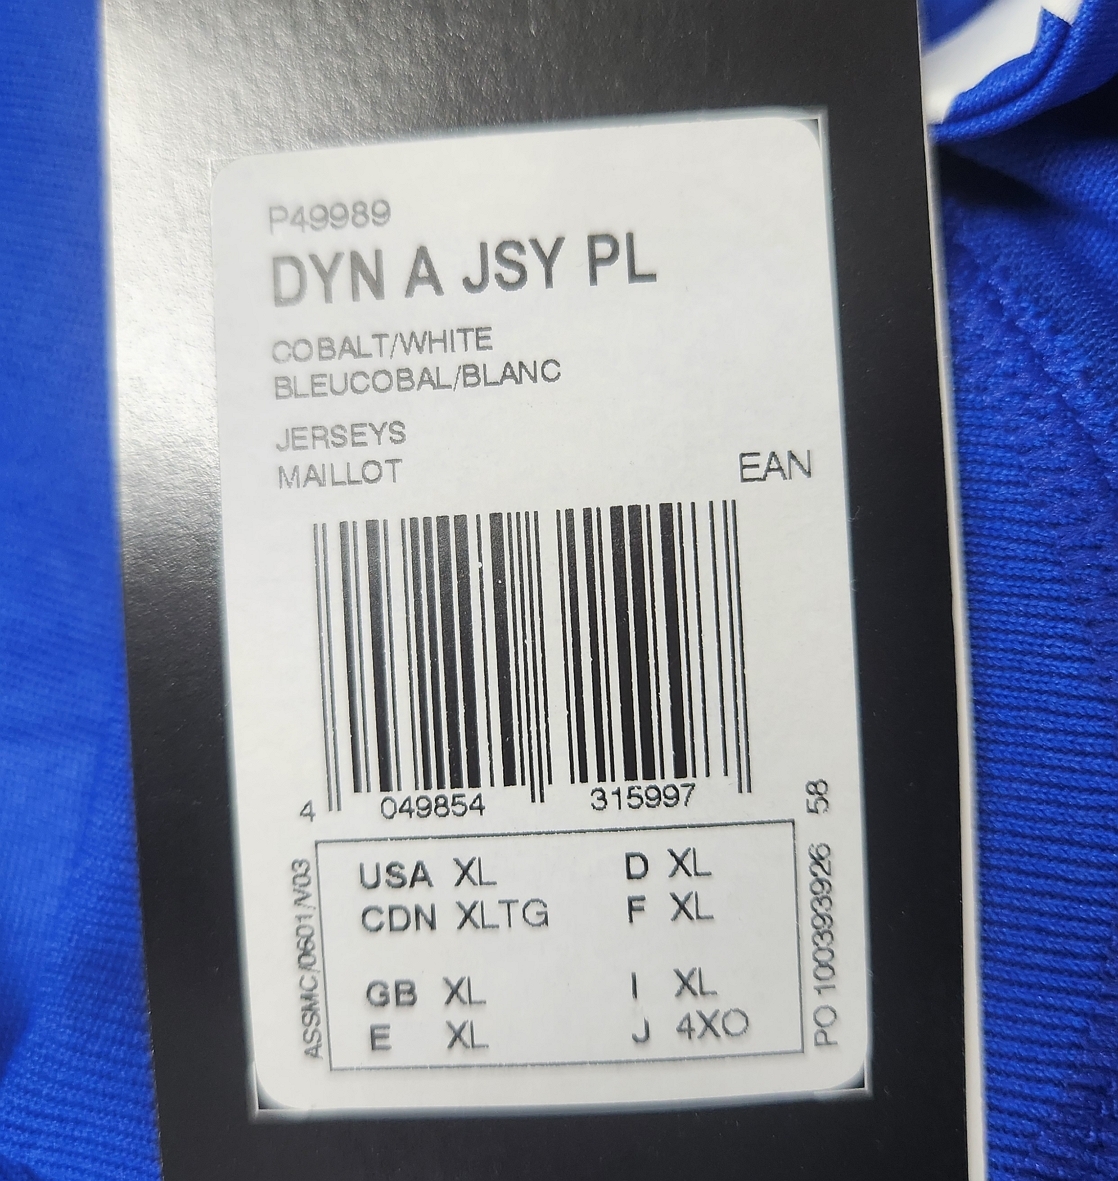 P49989
DYN A JSY PL
COBALT/WHITE
BLEUCOBAL/BLANC
JERSEYS
MAILLOT
EAN
4 049854 315997
USA XL D XL
CDN XLTG F XL
GB XL I XL
E XL J 4XO
ASSMC/0601/V03
PO 100393926 58